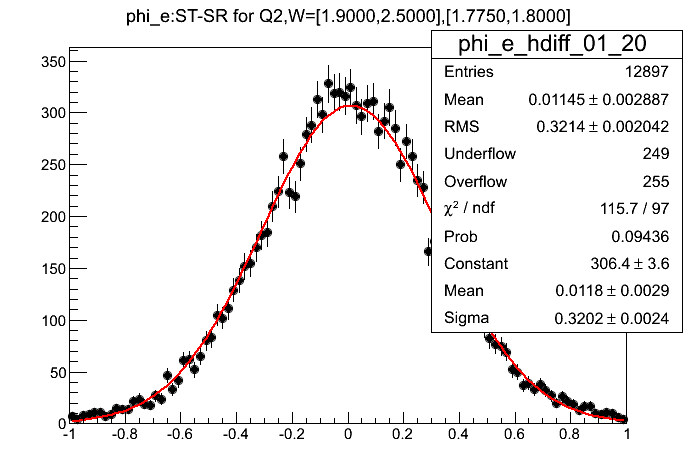 phi_e:ST-SR for Q2,W=[1.9000,2.5000],[1.7750,1.8000]
phi_e_hdiff_01_20
Entries 12897
Mean 0.01145 ± 0.002887
RMS 0.3214 ± 0.002042
Underflow 249
Overflow 255
χ² / ndf 115.7 / 97
Prob 0.09436
Constant 306.4 ± 3.6
Mean 0.0118 ± 0.0029
Sigma 0.3202 ± 0.0024
350
300
250
200
150
100
50
0
-1 -0.8 -0.6 -0.4 -0.2 0 0.2 0.4 0.6 0.8 1